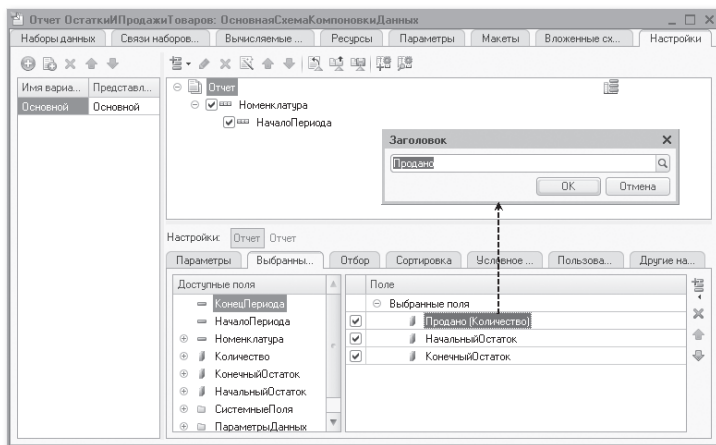 Отчет ОстаткиИПродажиТоваров: ОсновнаяСхемаКомпоновкиДанных
Наборы данных Связи наборов... Вычисляемые ... Ресурсы Параметры Макеты Вложенные сх... Настройки
Имя вариа... Представл...
Основной Основной
Отчет
Номенклатура
НачалоПериода
Заголовок
Продано
ОК Отмена
Настройки: Отчет Отчет
Параметры Выбранны... Отбор Сортировка Условное ... Пользова... Другие на...
Доступные поля
КонецПериода
НачалоПериода
Номенклатура
Количество
КонечныйОстаток
НачальныйОстаток
СистемныеПоля
ПараметрыДанных
Поле
Выбранные поля
Продано (Количество)
НачальныйОстаток
КонечныйОстаток